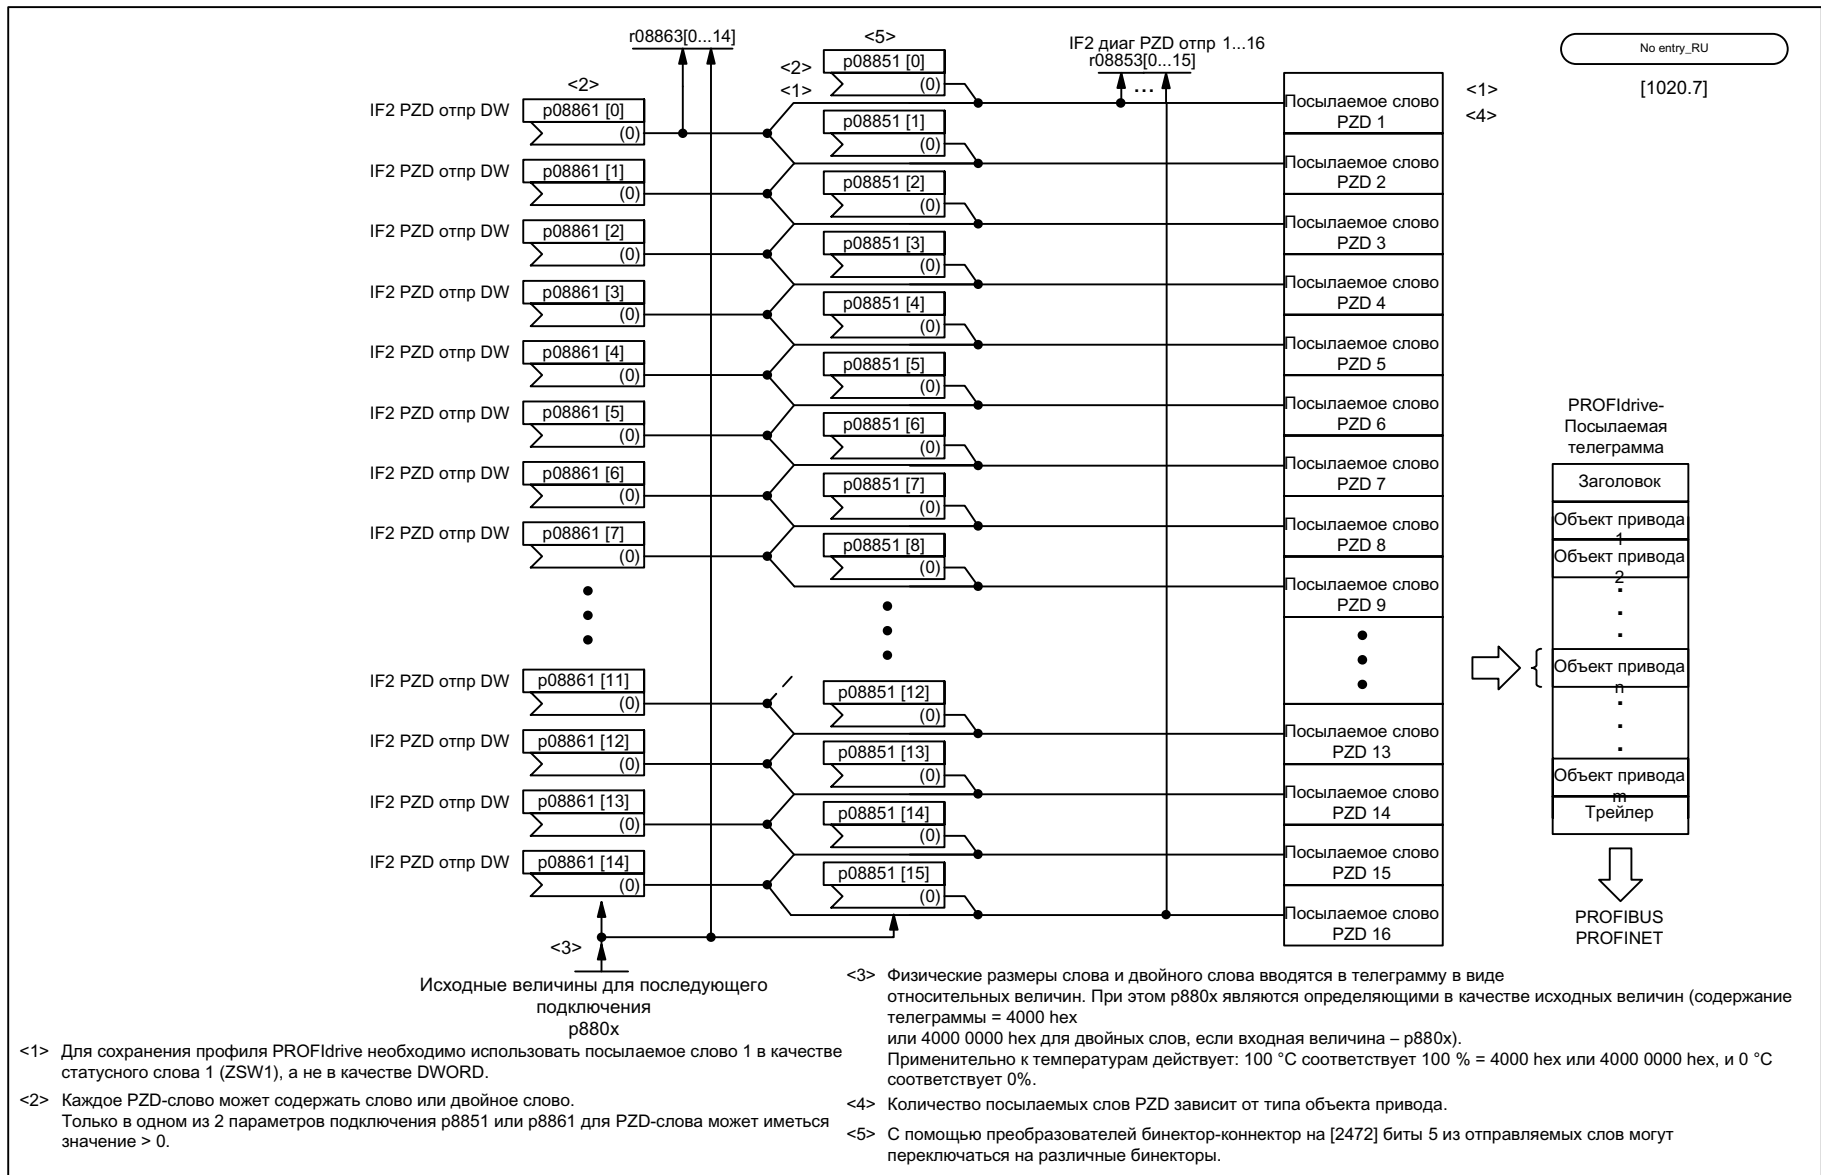 r08863[0...14]
<5>
p08851 [0]
(0)
<2>
<1>
IF2 диаг PZD отпр 1...16
r08853[0...15]
...
No entry_RU
[1020.7]
<1>
<4>
<2>
IF2 PZD отпр DW
p08861 [0]
(0)
IF2 PZD отпр DW
p08861 [1]
(0)
IF2 PZD отпр DW
p08861 [2]
(0)
IF2 PZD отпр DW
p08861 [3]
(0)
IF2 PZD отпр DW
p08861 [4]
(0)
IF2 PZD отпр DW
p08861 [5]
(0)
IF2 PZD отпр DW
p08861 [6]
(0)
IF2 PZD отпр DW
p08861 [7]
(0)
IF2 PZD отпр DW
p08861 [11]
(0)
IF2 PZD отпр DW
p08861 [12]
(0)
IF2 PZD отпр DW
p08861 [13]
(0)
IF2 PZD отпр DW
p08861 [14]
(0)
p08851 [1]
(0)
p08851 [2]
(0)
p08851 [3]
(0)
p08851 [4]
(0)
p08851 [5]
(0)
p08851 [6]
(0)
p08851 [7]
(0)
p08851 [8]
(0)
p08851 [12]
(0)
p08851 [13]
(0)
p08851 [14]
(0)
p08851 [15]
(0)
Посылаемое слово
PZD 1
Посылаемое слово
PZD 2
Посылаемое слово
PZD 3
Посылаемое слово
PZD 4
Посылаемое слово
PZD 5
Посылаемое слово
PZD 6
Посылаемое слово
PZD 7
Посылаемое слово
PZD 8
Посылаемое слово
PZD 9
Посылаемое слово
PZD 13
Посылаемое слово
PZD 14
Посылаемое слово
PZD 15
Посылаемое слово
PZD 16
PROFIdrive-
Посылаемая
телеграмма
Заголовок
Объект привода
1
Объект привода
2
Объект привода
n
Объект привода
m
Трейлер
PROFIBUS
PROFINET
<3>
Исходные величины для последующего
подключения
p880x
<1> Для сохранения профиля PROFIdrive необходимо использовать посылаемое слово 1 в качестве
статусного слова 1 (ZSW1), а не в качестве DWORD.
<2> Каждое PZD-слово может содержать слово или двойное слово.
Только в одном из 2 параметров подключения p8851 или p8861 для PZD-слова может иметься
значение > 0.
<3> Физические размеры слова и двойного слова вводятся в телеграмму в виде
относительных величин. При этом p880x являются определяющими в качестве исходных величин (содержание
телеграммы = 4000 hex
или 4000 0000 hex для двойных слов, если входная величина – p880x).
Применительно к температурам действует: 100 °C соответствует 100 % = 4000 hex или 4000 0000 hex, и 0 °C
соответствует 0%.
<4> Количество посылаемых слов PZD зависит от типа объекта привода.
<5> С помощью преобразователей бинектор-коннектор на [2472] биты 5 из отправляемых слов могут
переключаться на различные бинекторы.